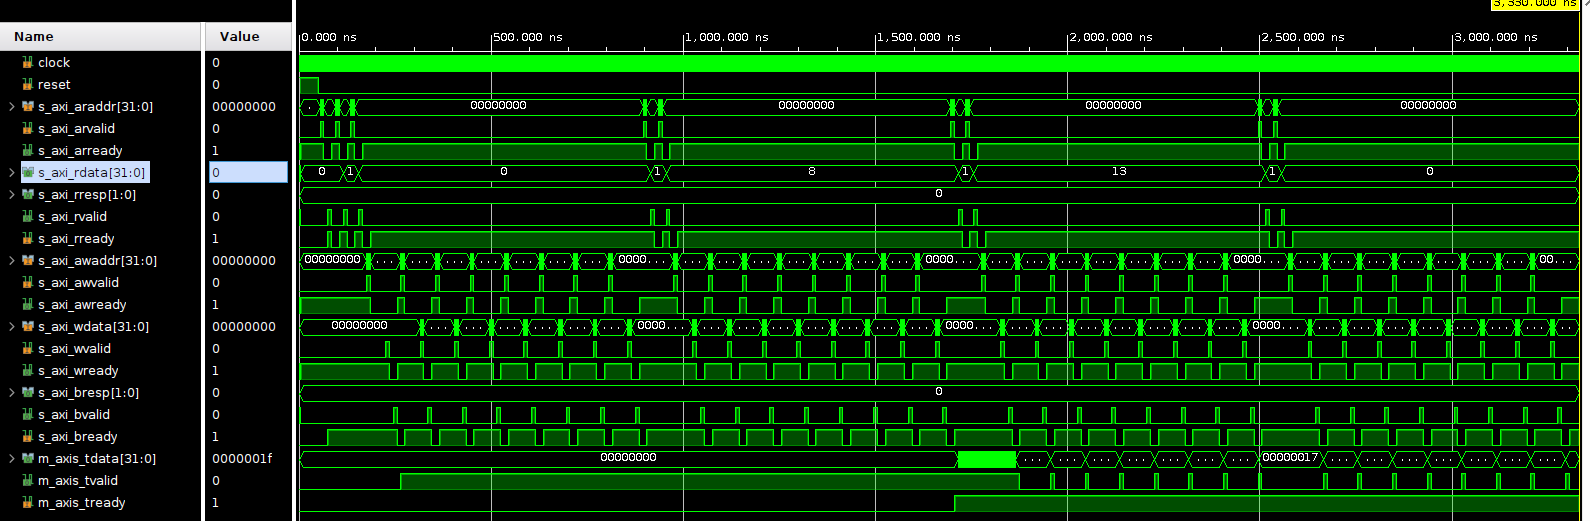 3,330.000 ns
Name Value 0.000 ns 500.000 ns 1,000.000 ns 1,500.000 ns 2,000.000 ns 2,500.000 ns 3,000.000 ns
clock 0
reset 0
s_axi_araddr[31:0] 00000000 00000000 00000000 00000000 00000000
s_axi_arvalid 0
s_axi_arready 1
s_axi_rdata[31:0] 0 0 1 0 1 8 1 13 1 0
s_axi_rresp[1:0] 0 0
s_axi_rvalid 0
s_axi_rready 1
s_axi_awaddr[31:0] 00000000 00000000 0000 0000 0000 00
s_axi_awvalid 0
s_axi_awready 1
s_axi_wdata[31:0] 00000000 00000000 0000 0000 0000
s_axi_wvalid 0
s_axi_wready 1
s_axi_bresp[1:0] 0 0
s_axi_bvalid 0
s_axi_bready 1
m_axis_tdata[31:0] 0000001f 00000000 00000017
m_axis_tvalid 0
m_axis_tready 1